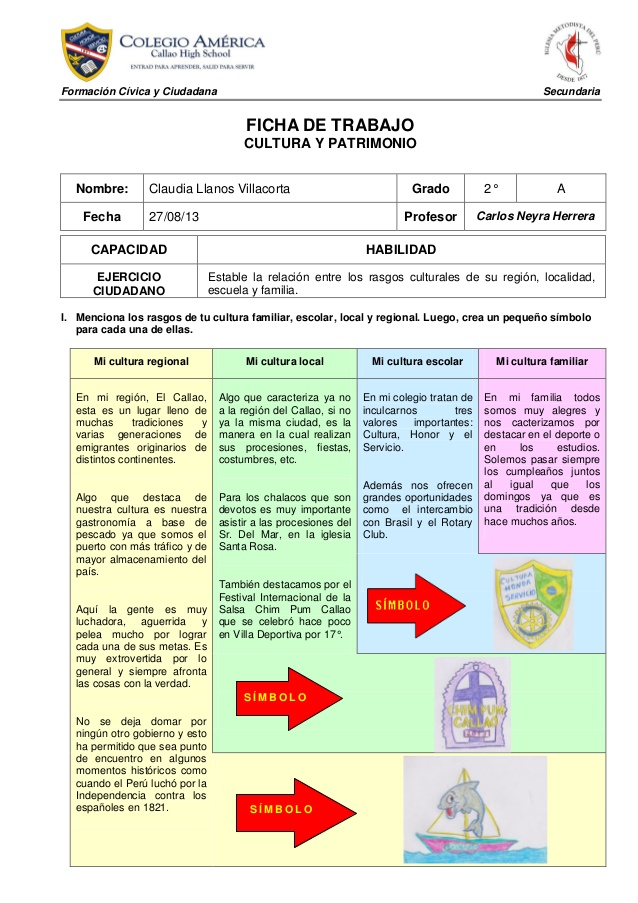 COLEGIO AMÉRICA
Callao High School
ENTRAD PARA APRENDER, SALID PARA SERVIR
IGLESIA METODISTA DEL PERÚ
DESDE 1877
Formación Cívica y Ciudadana Secundaria
FICHA DE TRABAJO
CULTURA Y PATRIMONIO
Nombre: Claudia Llanos Villacorta Grado 2° A
Fecha 27/08/13 Profesor Carlos Neyra Herrera
CAPACIDAD HABILIDAD
EJERCICIO
CIUDADANO
Estable la relación entre los rasgos culturales de su región, localidad,
escuela y familia.
I. Menciona los rasgos de tu cultura familiar, escolar, local y regional. Luego, crea un pequeño símbolo
para cada una de ellas.
Mi cultura regional
En mi región, El Callao,
esta es un lugar lleno de
muchas tradiciones y
varias generaciones de
emigrantes originarios de
distintos continentes.
Algo que destaca de
nuestra cultura es nuestra
gastronomía a base de
pescado ya que somos el
puerto con más tráfico y de
mayor almacenamiento del
país.
Aquí la gente es muy
luchadora, aguerrida y
pelea mucho por lograr
cada una de sus metas. Es
muy extrovertida por lo
general y siempre afronta
las cosas con la verdad.
No se deja domar por
ningún otro gobierno y esto
ha permitido que sea punto
de encuentro en algunos
momentos históricos como
cuando el Perú luchó por la
Independencia contra los
españoles en 1821.
Mi cultura local
Algo que caracteriza ya no
a la región del Callao, si no
ya la misma ciudad, es la
manera en la cual realizan
sus procesiones, fiestas,
costumbres, etc.
Para los chalacos que son
devotos es muy importante
asistir a las procesiones del
Sr. Del Mar, en la iglesia
Santa Rosa.
También destacamos por el
Festival Internacional de la
Salsa Chim Pum Callao
que se celebró hace poco
en Villa Deportiva por 17°.
Mi cultura escolar
En mi colegio tratan de
inculcarnos tres
valores importantes:
Cultura, Honor y el
Servicio.
Además nos ofrecen
grandes oportunidades
como el intercambio
con Brasil y el Rotary
Club.
Mi cultura familiar
En mi familia todos
somos muy alegres y
nos cacterizamos por
destacar en el deporte o
en los estudios.
Solemos pasar siempre
los cumpleaños juntos
al igual que los
domingos ya que es
una tradición desde
hace muchos años.
SÍMBOLO
CULTURA
HONOR
SERVICIO
SÍMBOLO
CHIM PUM
CALLAO
SÍMBOLO